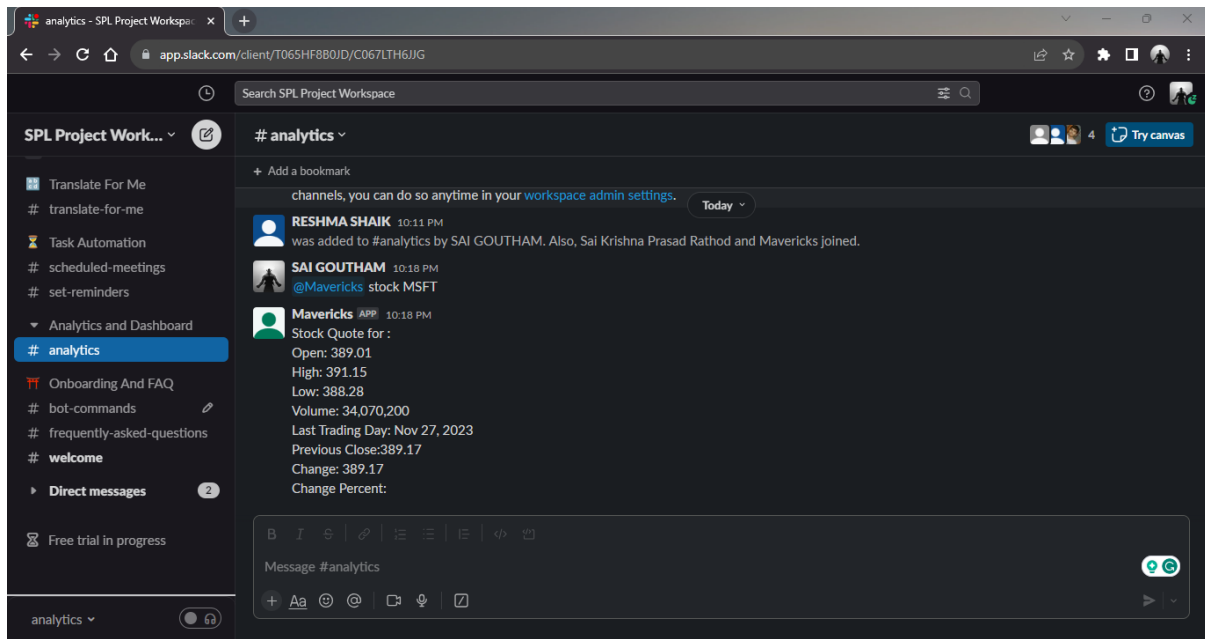 analytics - SPL Project Workspac
app.slack.com/client/T065HF8B0JD/C067LTH6JJG
Search SPL Project Workspace
SPL Project Work...
Translate For Me
# translate-for-me
Task Automation
# scheduled-meetings
# set-reminders
Analytics and Dashboard
# analytics
Onboarding And FAQ
# bot-commands
# frequently-asked-questions
# welcome
Direct messages 2
Free trial in progress
analytics
# analytics
4 Try canvas
+ Add a bookmark
channels, you can do so anytime in your workspace admin settings.
Today
RESHMA SHAIK 10:11 PM
was added to #analytics by SAI GOUTHAM. Also, Sai Krishna Prasad Rathod and Mavericks joined.
SAI GOUTHAM 10:18 PM
@Mavericks stock MSFT
Mavericks APP 10:18 PM
Stock Quote for :
Open: 389.01
High: 391.15
Low: 388.28
Volume: 34,070,200
Last Trading Day: Nov 27, 2023
Previous Close:389.17
Change: 389.17
Change Percent:
B I S
Message #analytics
+ Aa @